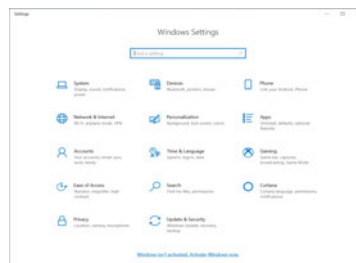 Settings
Windows Settings
Find a setting
System
Display, sound, notifications, power
Devices
Bluetooth, printers, mouse
Phone
Link your Android, iPhone
Network & Internet
Wi-Fi, airplane mode, VPN
Personalization
Background, lock screen, colors
Apps
Uninstall, defaults, optional features
Accounts
Your accounts, email, sync, work, family
Time & Language
Speech, region, date
Gaming
Game bar, captures, broadcasting, Game Mode
Ease of Access
Narrator, magnifier, high contrast
Search
Find my files, permissions
Cortana
Cortana language, permissions, notifications
Privacy
Location, camera, microphone
Update & Security
Windows Update, recovery, backup
Windows isn't activated. Activate Windows now.